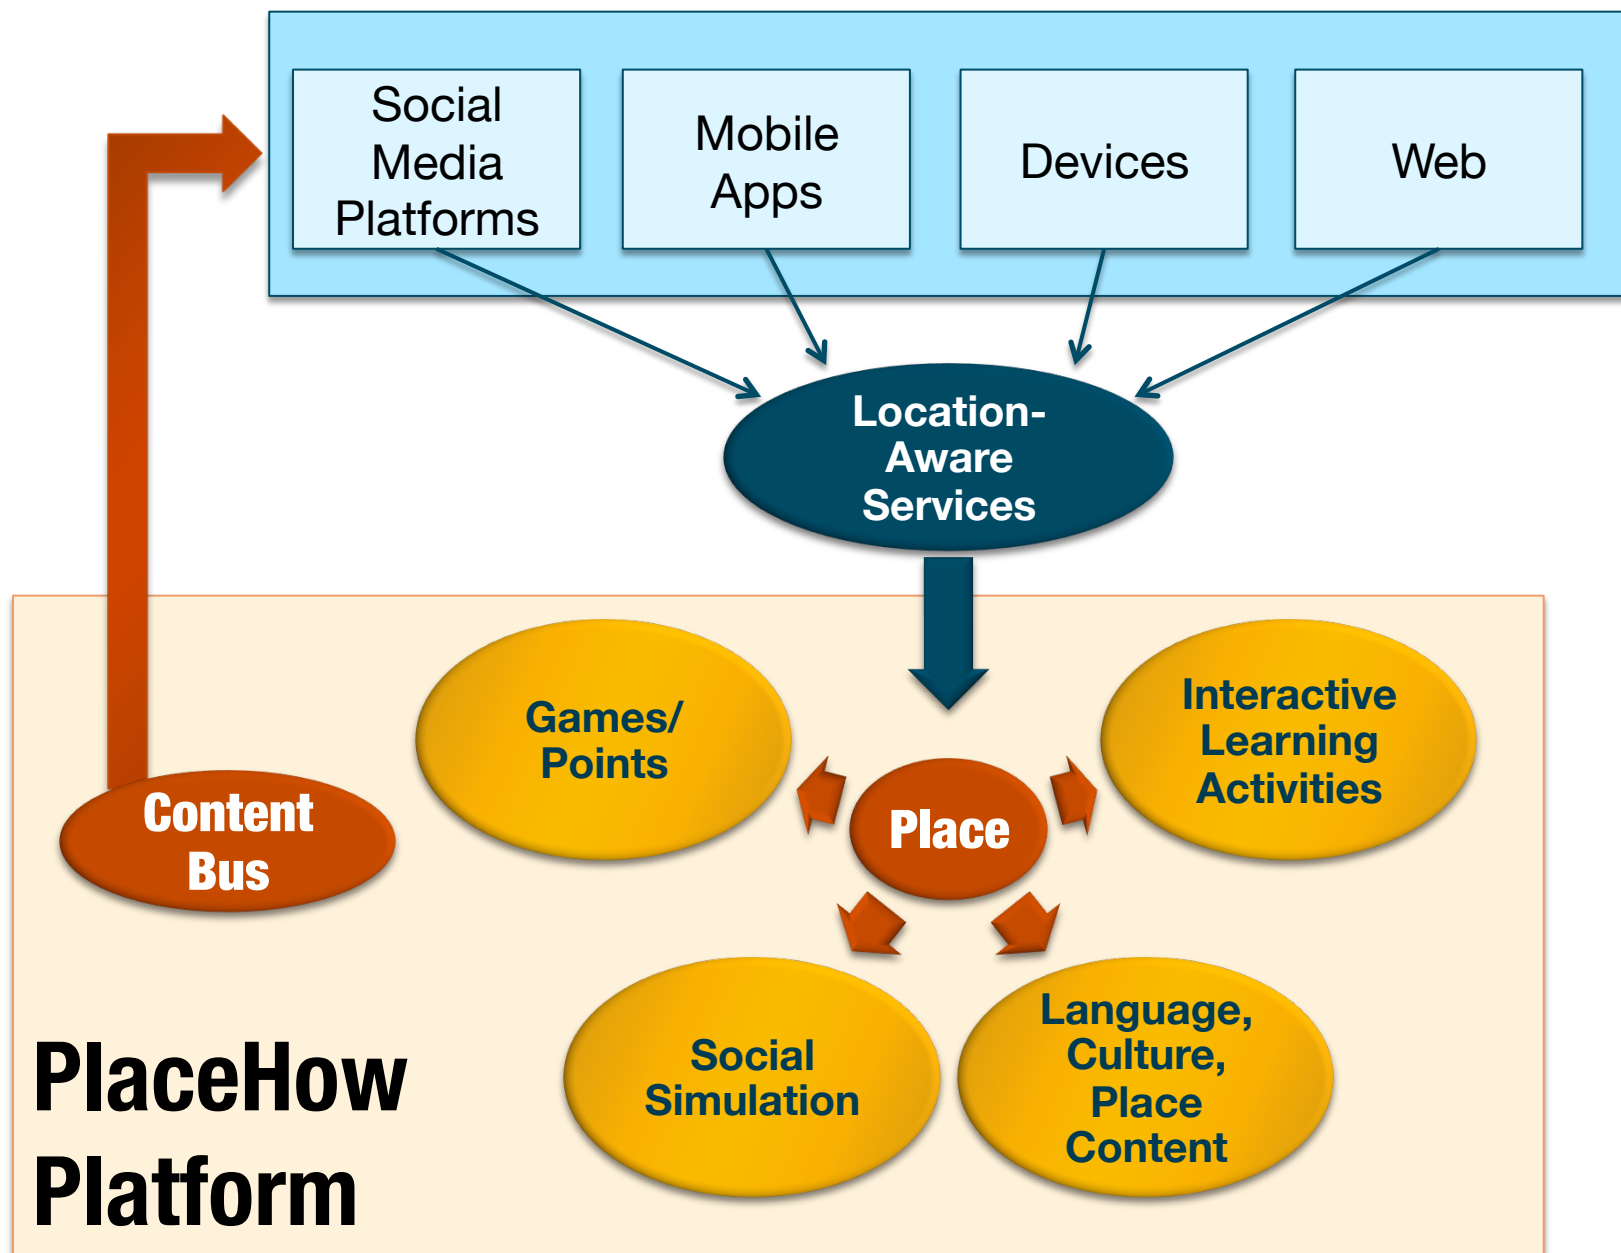 Social
Media
Platforms
Mobile
Apps
Devices
Web
Location-
Aware
Services
Games/
Points
Interactive
Learning
Activities
Content
Bus
Place
Social
Simulation
Language,
Culture,
Place
Content
PlaceHow
Platform